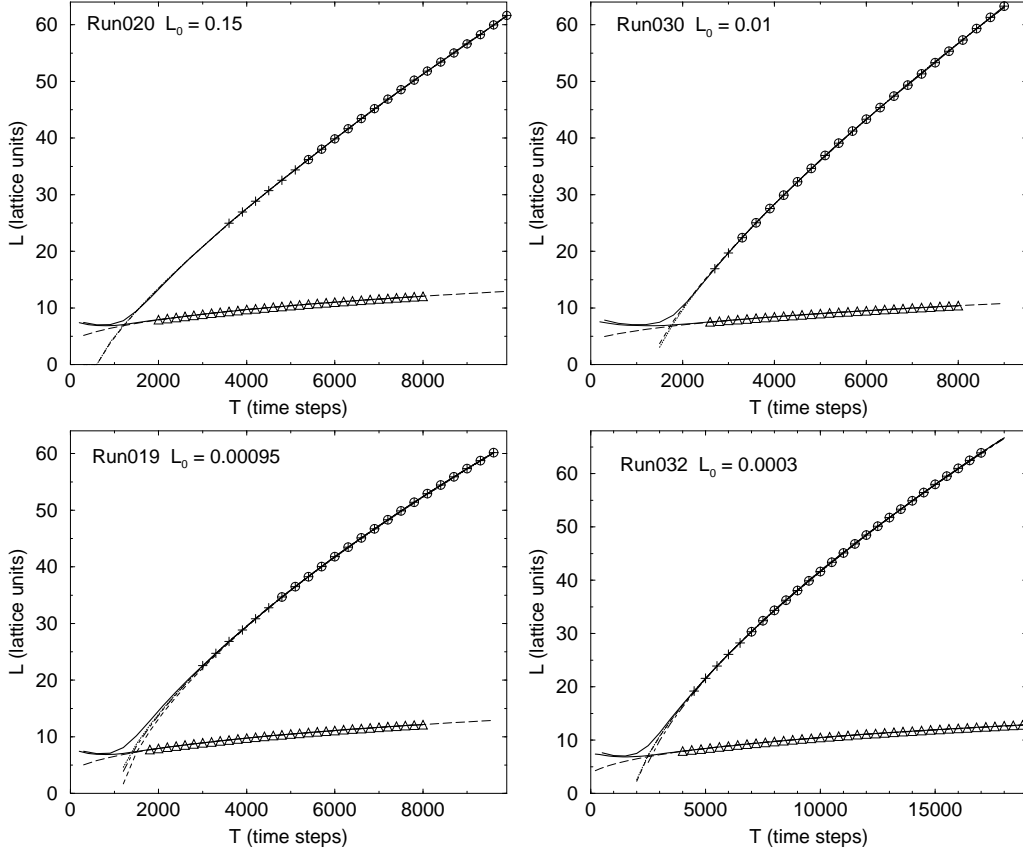 Run020 L₀ = 0.15
60
50
40
30
20
10
0
L (lattice units)
0 2000 4000 6000 8000
T (time steps)
Run030 L₀ = 0.01
60
50
40
30
20
10
0
L (lattice units)
0 2000 4000 6000 8000
T (time steps)
Run019 L₀ = 0.00095
60
50
40
30
20
10
0
L (lattice units)
0 2000 4000 6000 8000
T (time steps)
Run032 L₀ = 0.0003
60
50
40
30
20
10
0
L (lattice units)
0 5000 10000 15000
T (time steps)